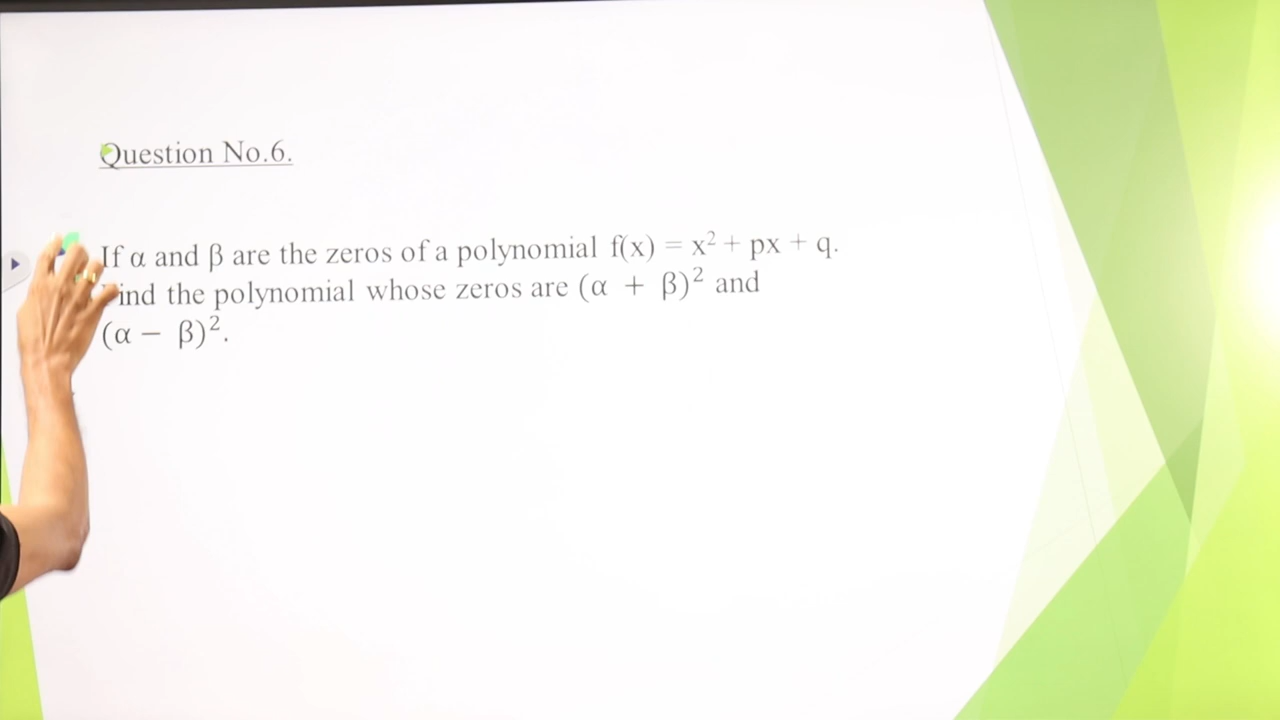 Question No.6.
If α and β are the zeros of a polynomial f(x) = x² + px + q.
ind the polynomial whose zeros are (α + β)² and
(α − β)².